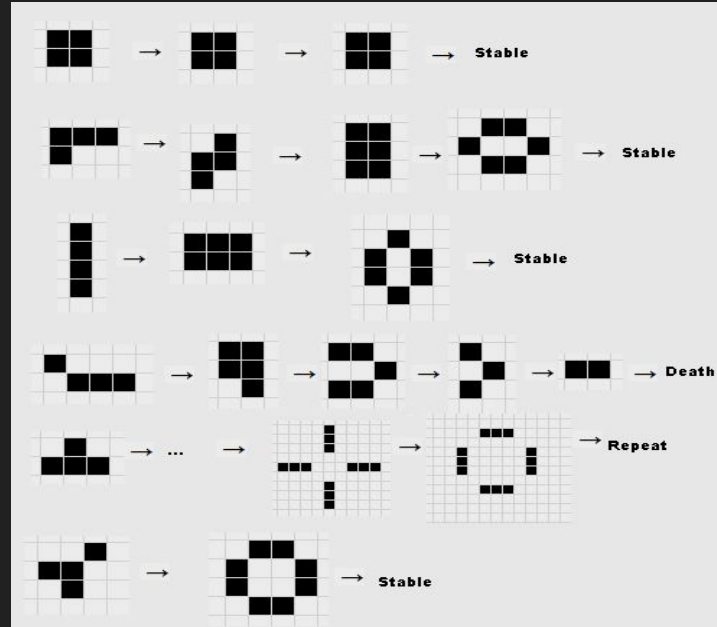 → → → Stable
→ → → → Stable
→ → → Stable
→ → → → → Death
→ ... → → → Repeat
→ → Stable